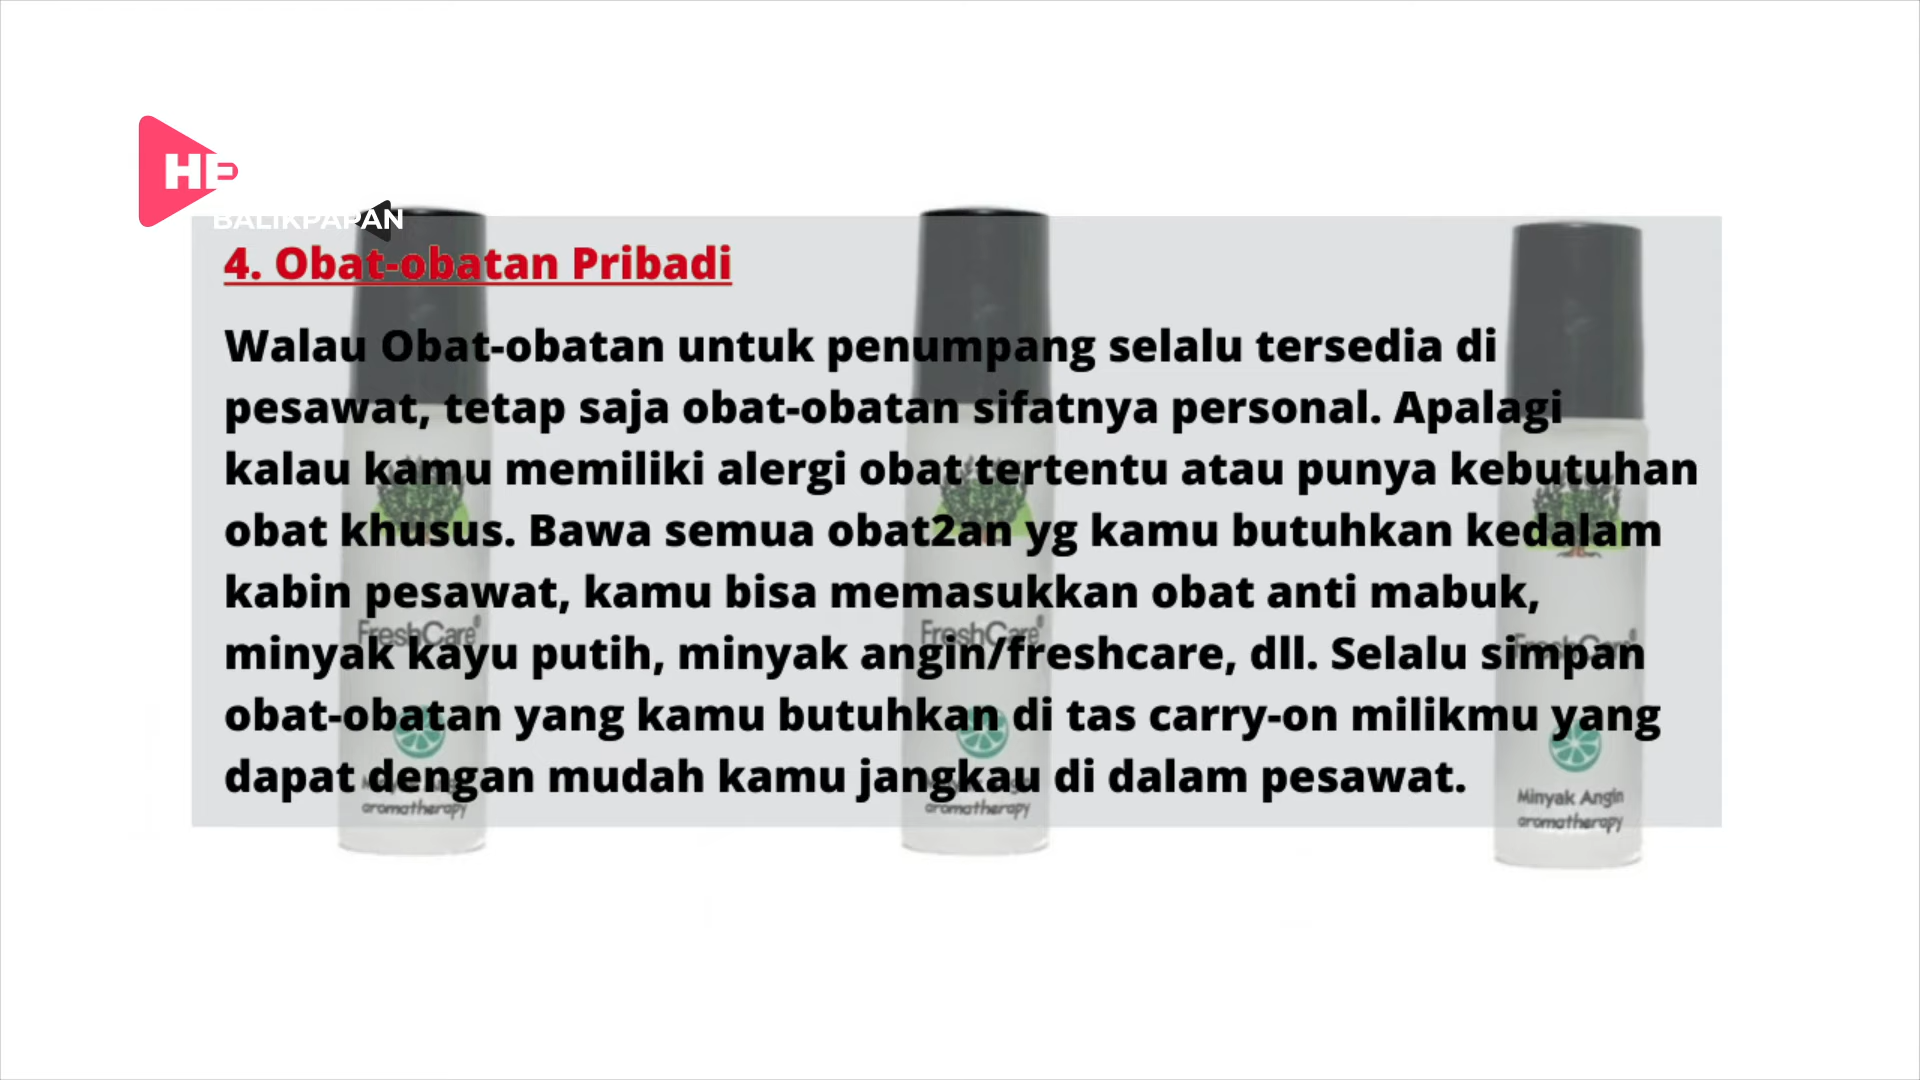 HE
BALIKPAPAN
4. Obat-obatan Pribadi
Walau Obat-obatan untuk penumpang selalu tersedia di
pesawat, tetap saja obat-obatan sifatnya personal. Apalagi
kalau kamu memiliki alergi obat tertentu atau punya kebutuhan
obat khusus. Bawa semua obat2an yg kamu butuhkan kedalam
kabin pesawat, kamu bisa memasukkan obat anti mabuk,
minyak kayu putih, minyak angin/freshcare, dll. Selalu simpan
obat-obatan yang kamu butuhkan di tas carry-on milikmu yang
dapat dengan mudah kamu jangkau di dalam pesawat.
FreshCare®
aromatherapy
FreshCare®
aromatherapy
FreshCare®
Minyak Angin
aromatherapy